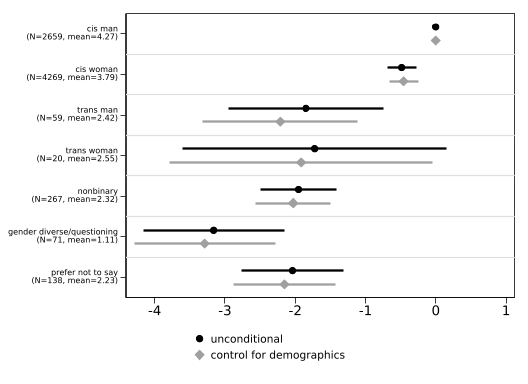 cis man
(N=2659, mean=4.27)
cis woman
(N=4269, mean=3.79)
trans man
(N=59, mean=2.42)
trans woman
(N=20, mean=2.55)
nonbinary
(N=267, mean=2.32)
gender diverse/questioning
(N=71, mean=1.11)
prefer not to say
(N=138, mean=2.23)
-4 -3 -2 -1 0 1
unconditional
control for demographics